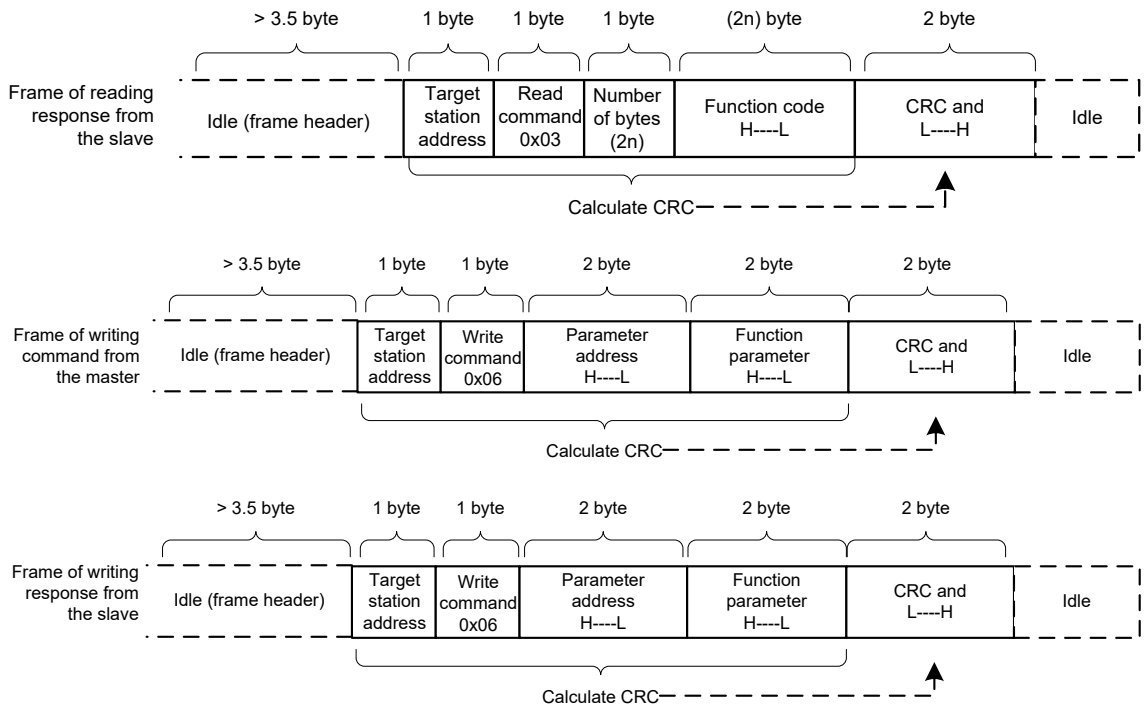 > 3.5 byte 1 byte 1 byte 1 byte (2n) byte 2 byte
Frame of reading
response from
the slave
Idle (frame header)
Target
station
address
Read
command
0x03
Number
of bytes
(2n)
Function code
H----L
CRC and
L----H
Idle
Calculate CRC
> 3.5 byte 1 byte 1 byte 2 byte 2 byte 2 byte
Frame of writing
command from
the master
Idle (frame header)
Target
station
address
Write
command
0x06
Parameter
address
H----L
Function
parameter
H----L
CRC and
L----H
Idle
Calculate CRC
> 3.5 byte 1 byte 1 byte 2 byte 2 byte 2 byte
Frame of writing
response from
the slave
Idle (frame header)
Target
station
address
Write
command
0x06
Parameter
address
H----L
Function
parameter
H----L
CRC and
L----H
Idle
Calculate CRC